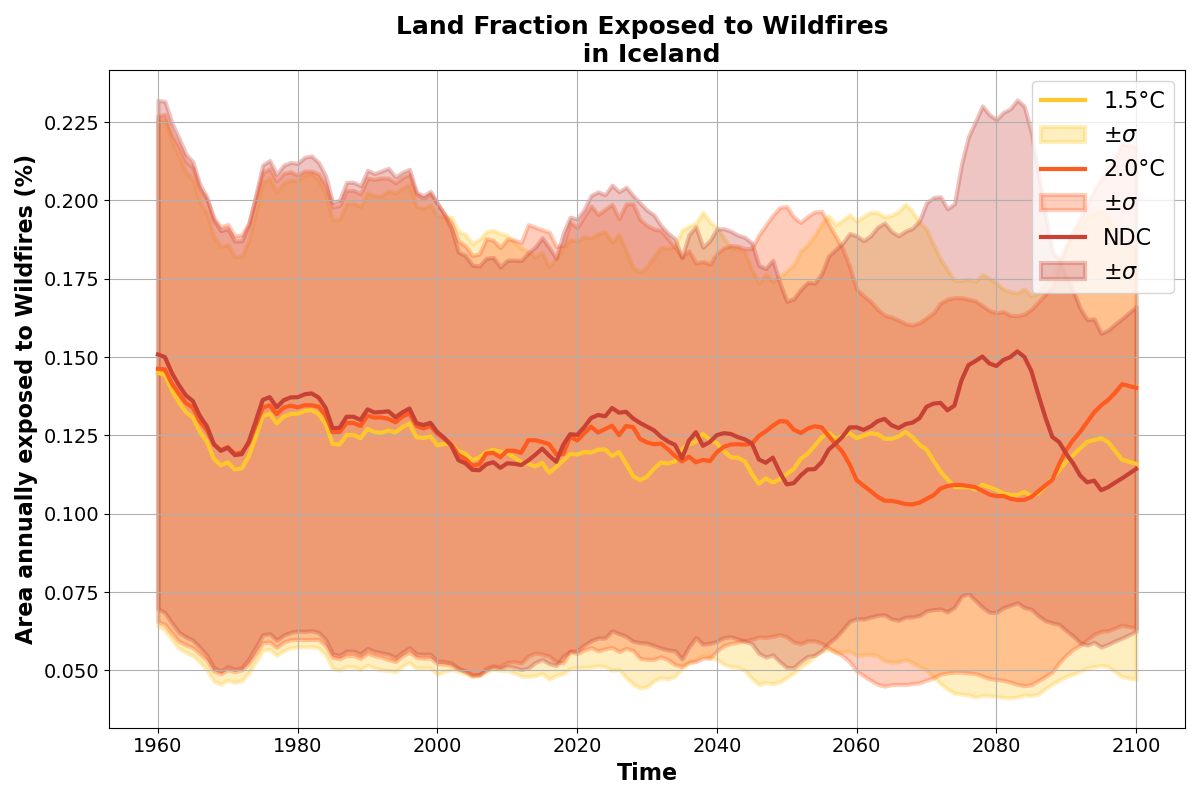 Land Fraction Exposed to Wildfires
in Iceland
Area annually exposed to Wildfires (%)
0.225
0.200
0.175
0.150
0.125
0.100
0.075
0.050
1.5°C
±σ
2.0°C
±σ
NDC
±σ
1960 1980 2000 2020 2040 2060 2080 2100
Time